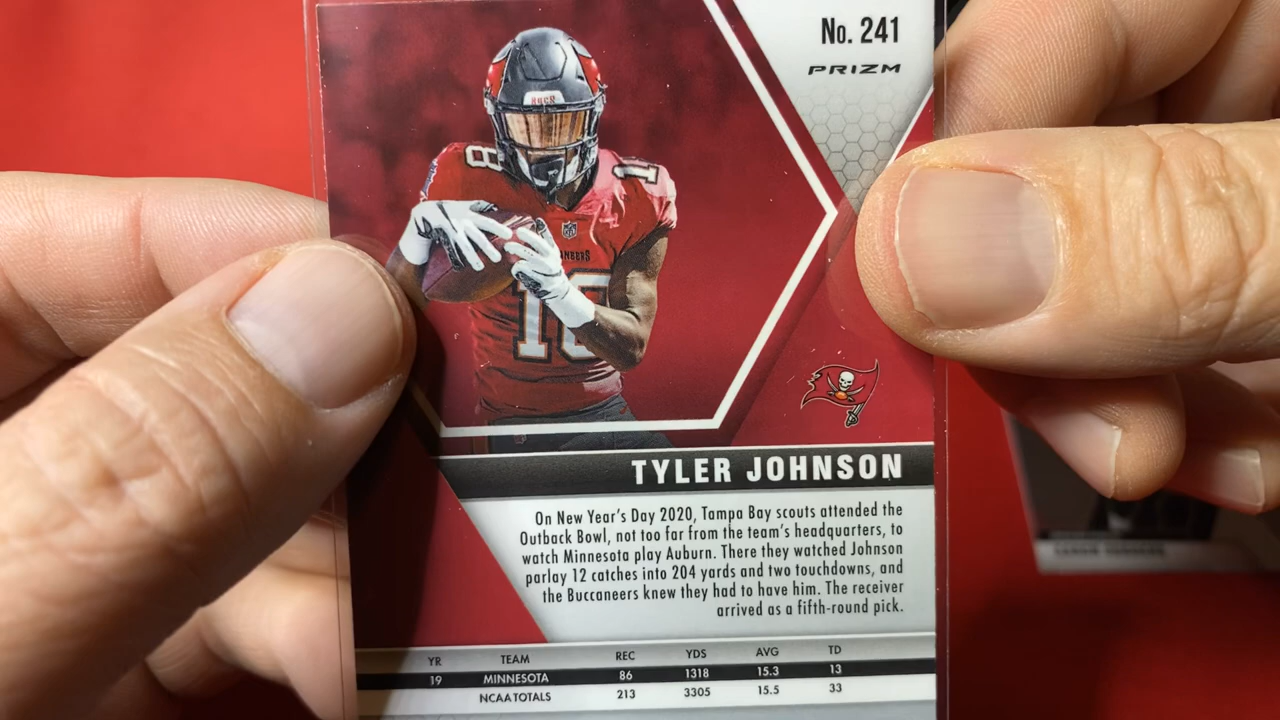 No. 241
PRIZM
BUCS
8
18
18
TYLER JOHNSON
On New Year's Day 2020, Tampa Bay scouts attended the
Outback Bowl, not too far from the team's headquarters, to
watch Minnesota play Auburn. There they watched Johnson
parlay 12 catches into 204 yards and two touchdowns, and
the Buccaneers knew they had to have him. The receiver
arrived as a fifth-round pick.
YR TEAM REC YDS AVG TD
19 MINNESOTA 86 1318 15.3 13
NCAA TOTALS 213 3305 15.5 33